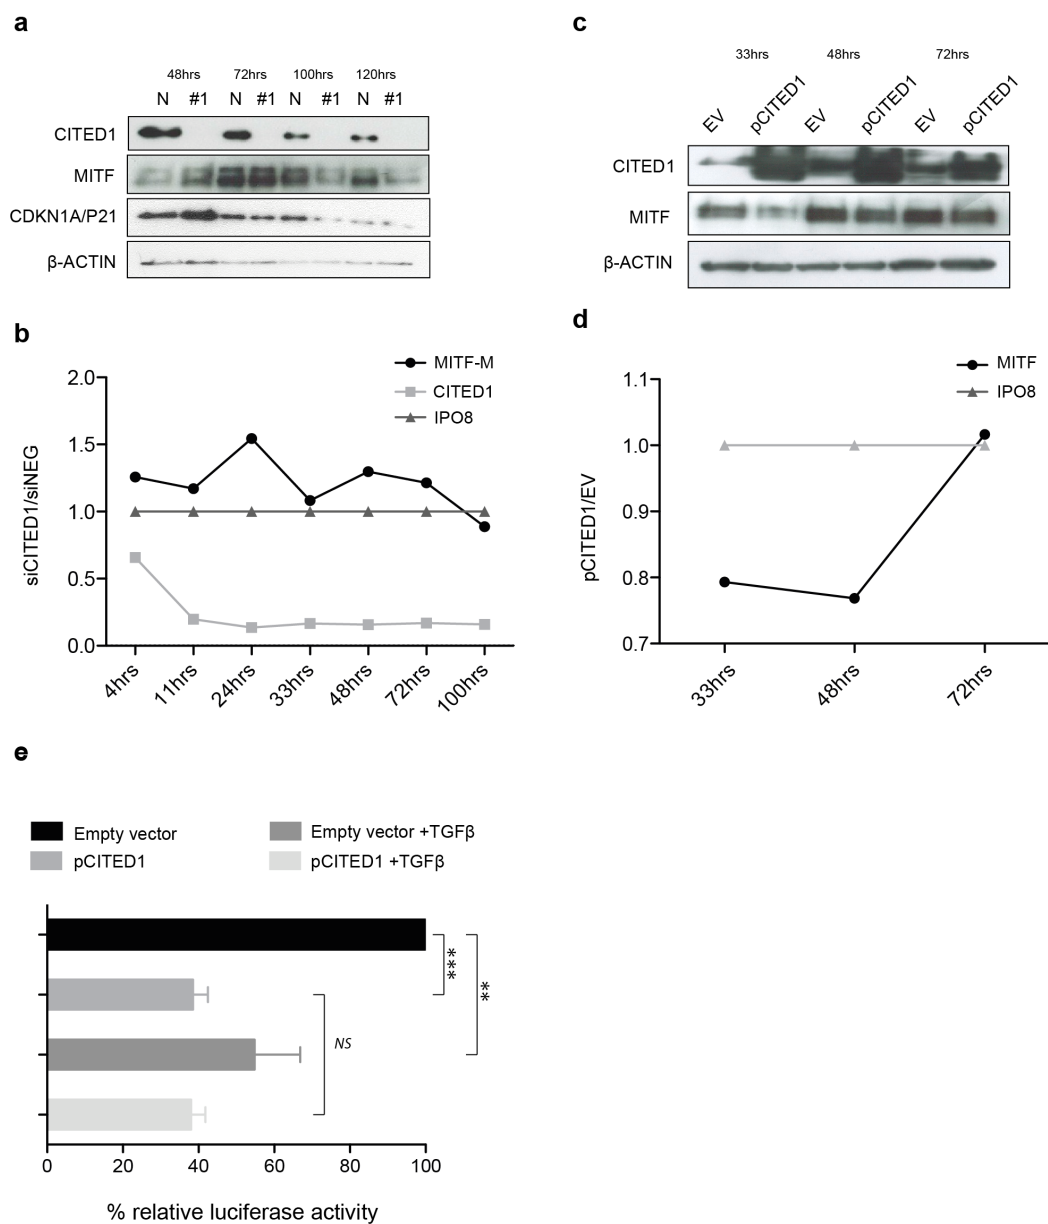 a
48hrs 72hrs 100hrs 120hrs
N #1 N #1 N #1 N #1
CITED1
MITF
CDKN1A/P21
β-ACTIN
c
33hrs 48hrs 72hrs
EV pCITED1 EV pCITED1 EV pCITED1
CITED1
MITF
β-ACTIN
b
MITF-M
CITED1
IPO8
siCITED1/siNEG
2.0
1.5
1.0
0.5
0.0
4hrs 11hrs 24hrs 33hrs 48hrs 72hrs 100hrs
d
MITF
IPO8
pCITED1/EV
1.1
1.0
0.9
0.8
0.7
33hrs 48hrs 72hrs
e
Empty vector
Empty vector +TGFβ
pCITED1
pCITED1 +TGFβ
***
**
NS
0 20 40 60 80 100
% relative luciferase activity